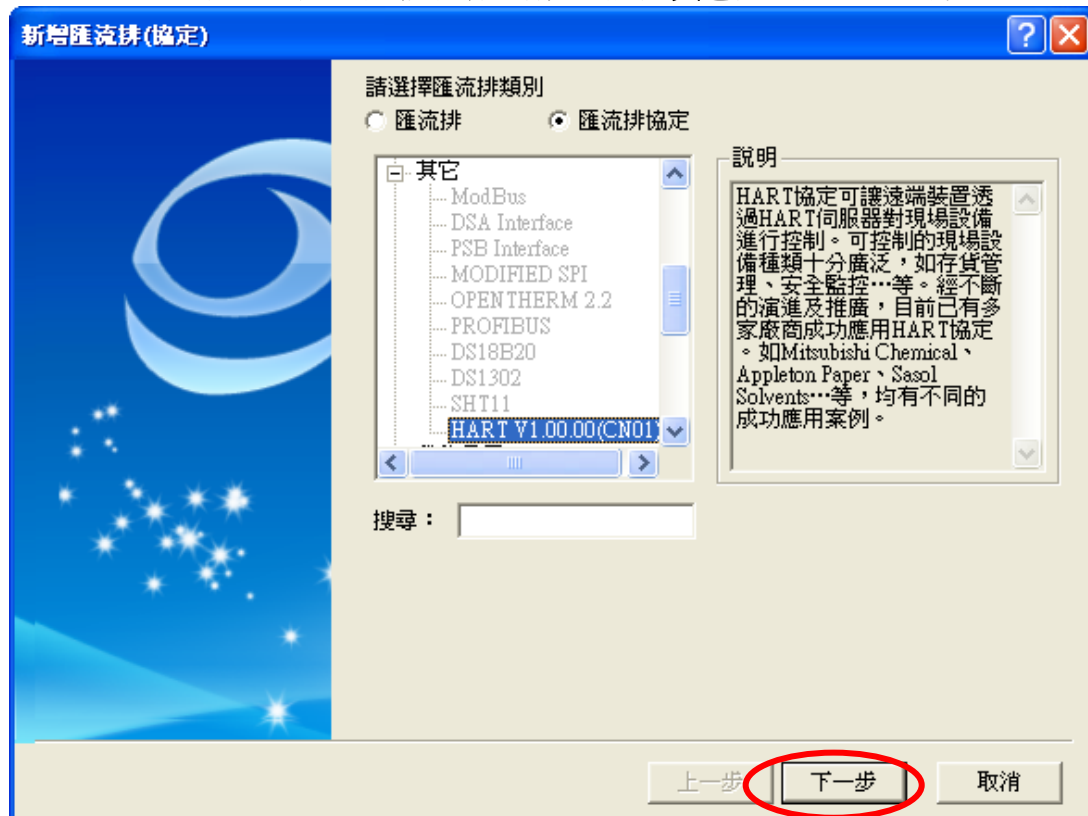 新增匯流排(協定)
請選擇匯流排類別
匯流排
匯流排協定
其它
ModBus
DSA Interface
PSB Interface
MODIFIED SPI
OPENTHERM 2.2
PROFIBUS
DS18B20
DS1302
SHT11
HART V1.00.00(CN01)
說明
HART協定可讓遠端裝置透
過HART伺服器對現場設備
進行控制。可控制的現場設
備種類十分廣泛，如存貨管
理、安全監控…等。經不斷
的演進及推廣，目前已有多
家廠商成功應用HART協定
。如Mitsubishi Chemical、
Appleton Paper、Sasol
Solvents…等，均有不同的
成功應用案例。
搜尋：
上一步
下一步
取消